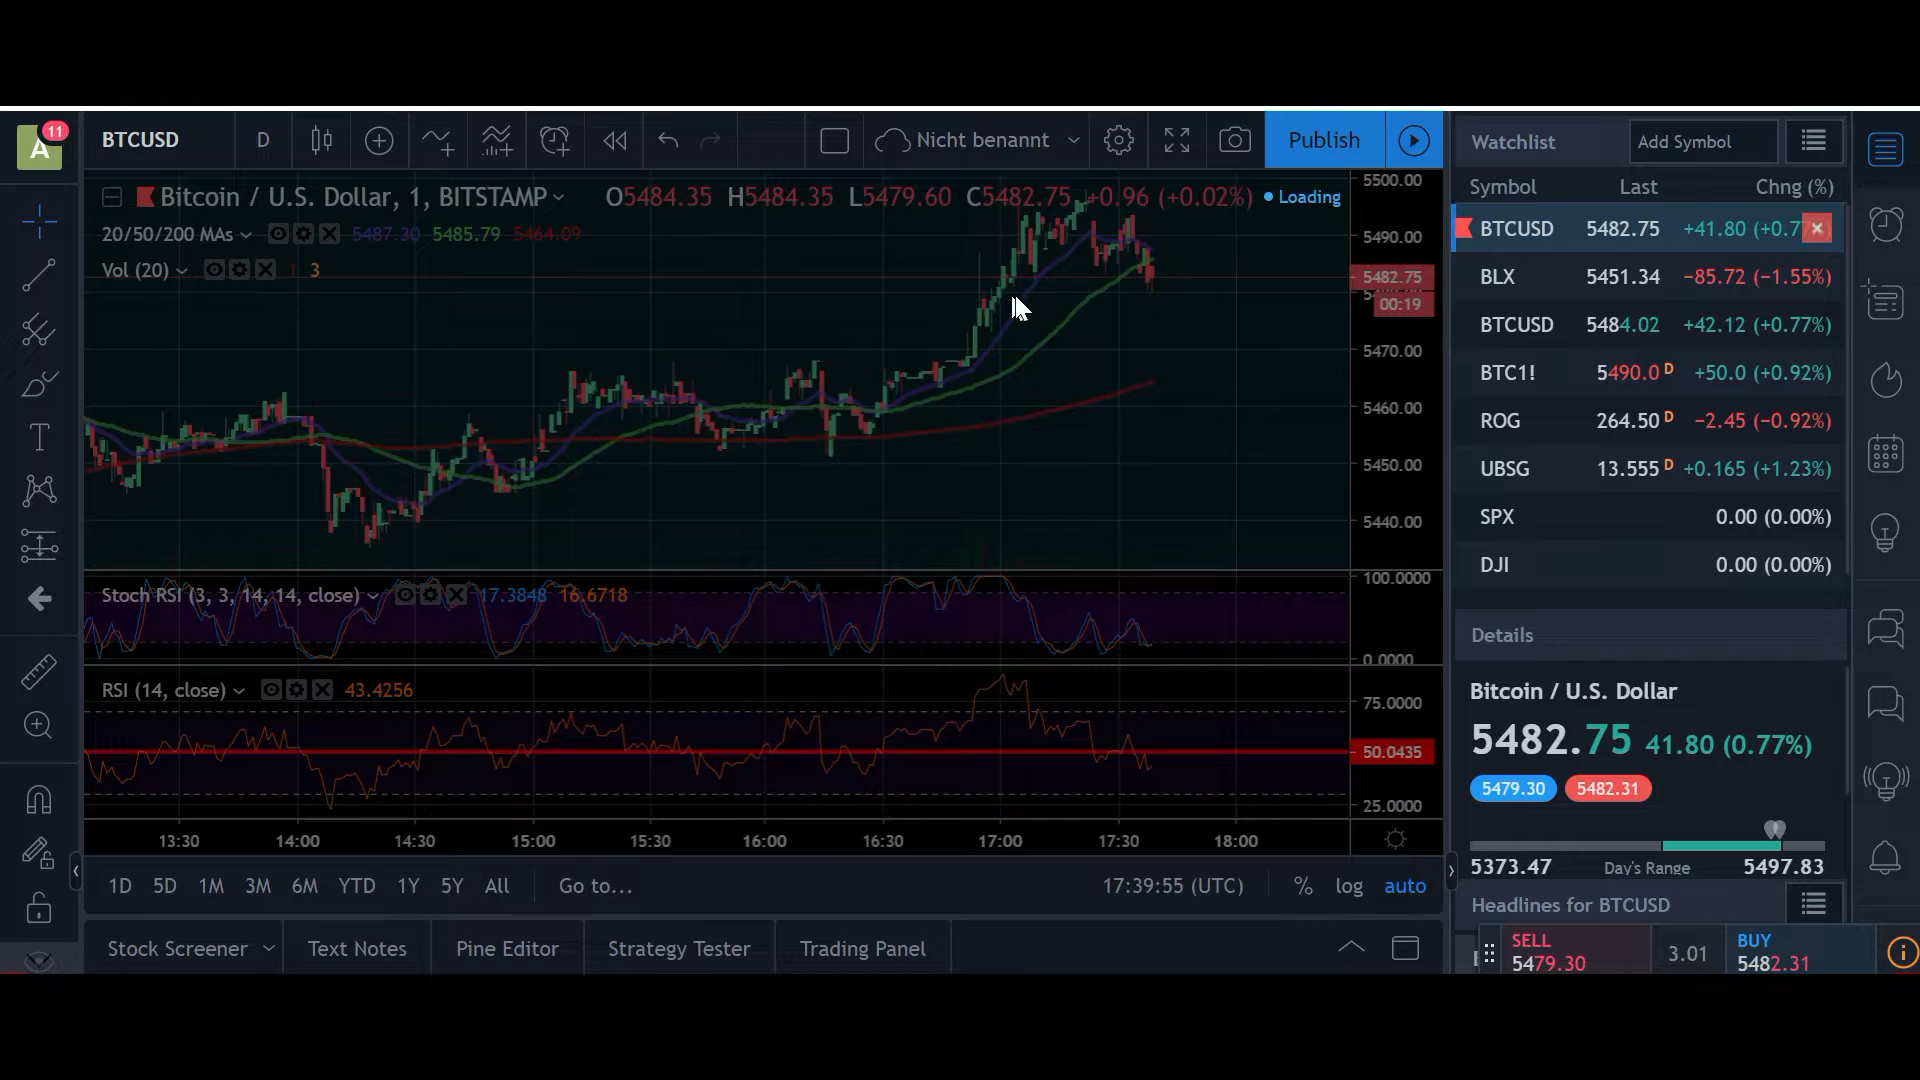 11
A
BTCUSD D Nicht benannt Publish
Bitcoin / U.S. Dollar, 1, BITSTAMP O5484.35 H5484.35 L5479.60 C5482.75 +0.96 (+0.02%) Loading
20/50/200 MAs 5487.30 5485.79 5464.09
Vol (20) 1 3
5500.00
5490.00
5482.75
00:19
5470.00
5460.00
5450.00
5440.00
Stoch RSI (3, 3, 14, 14, close) 17.3848 16.6718
100.0000
0.0000
RSI (14, close) 43.4256
75.0000
50.0435
25.0000
13:30 14:00 14:30 15:00 15:30 16:00 16:30 17:00 17:30 18:00
1D 5D 1M 3M 6M YTD 1Y 5Y All Go to... 17:39:55 (UTC) % log auto
Stock Screener Text Notes Pine Editor Strategy Tester Trading Panel
Watchlist Add Symbol
Symbol Last Chng (%)
BTCUSD 5482.75 +41.80 (+0.77
BLX 5451.34 −85.72 (−1.55%)
BTCUSD 5484.02 +42.12 (+0.77%)
BTC1! 5490.0 D +50.0 (+0.92%)
ROG 264.50 D −2.45 (−0.92%)
UBSG 13.555 D +0.165 (+1.23%)
SPX 0.00 (0.00%)
DJI 0.00 (0.00%)
Details
Bitcoin / U.S. Dollar
5482.75 41.80 (0.77%)
5479.30 5482.31
5373.47 Day's Range 5497.83
Headlines for BTCUSD
SELL
5479.30
3.01
BUY
5482.31